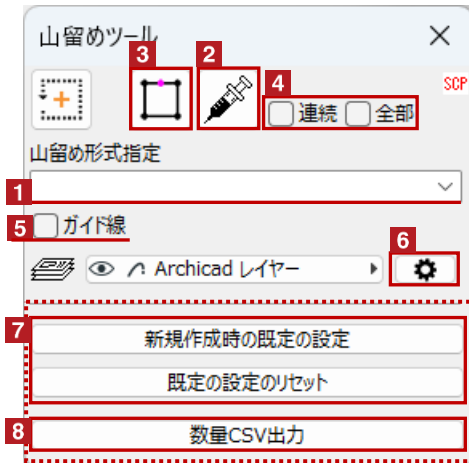 山留めツール
3
2
4
SCP
連続
全部
山留め形式指定
1
5
ガイド線
6
Archicad レイヤー
7
新規作成時の既定の設定
既定の設定のリセット
8
数量CSV出力